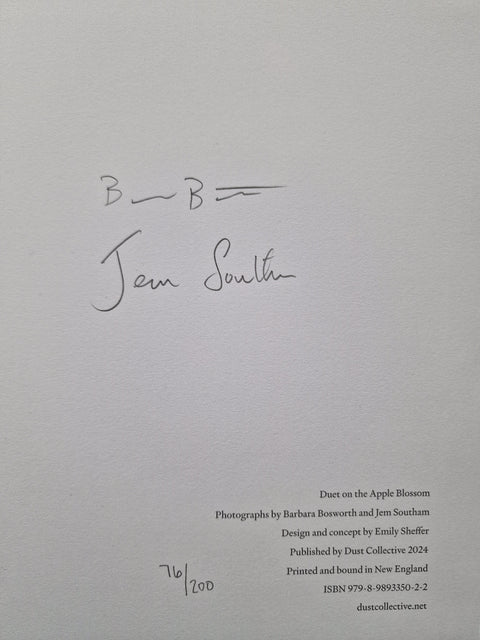 B B
Jem Southam
Duet on the Apple Blossom
Photographs by Barbara Bosworth and Jem Southam
Design and concept by Emily Sheffer
Published by Dust Collective 2024
Printed and bound in New England
76/200
ISBN 979-8-9893350-2-2
dustcollective.net